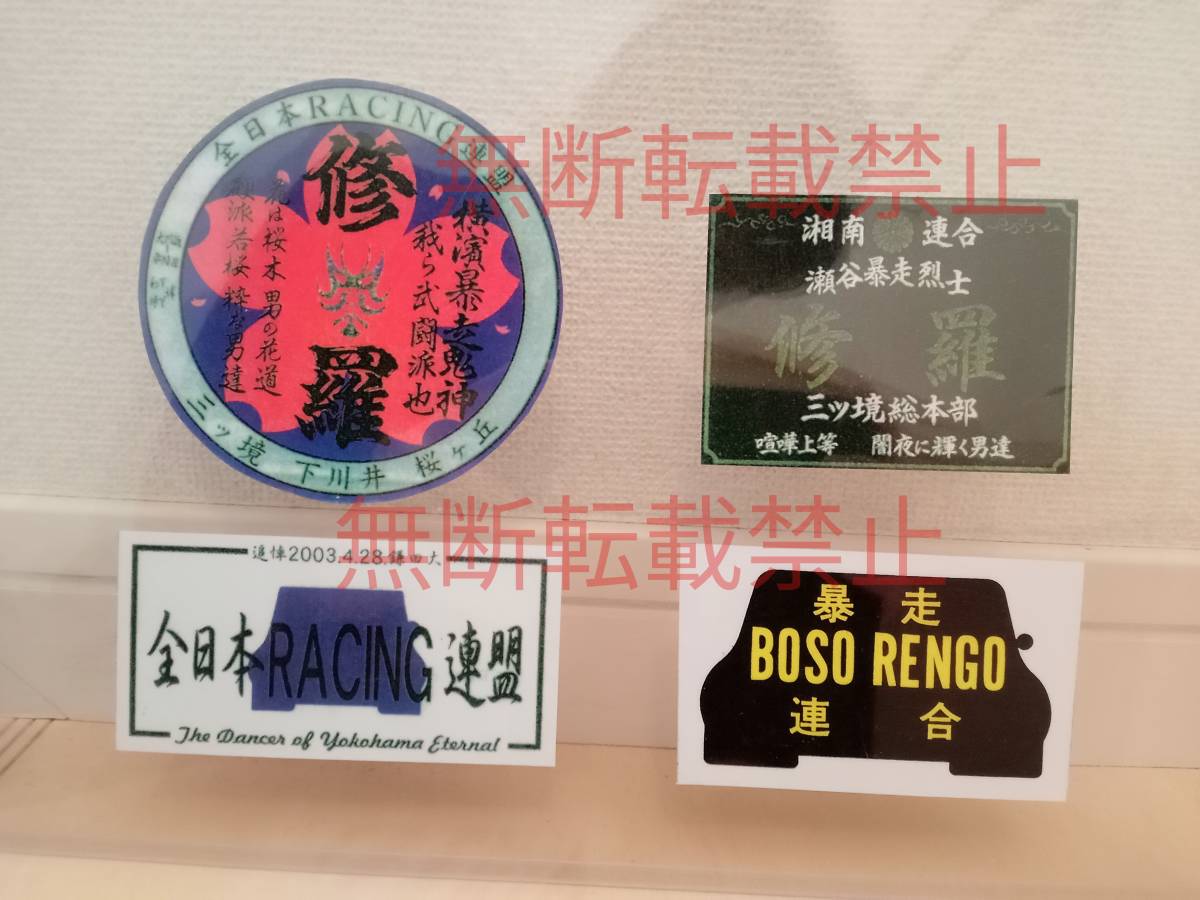 全日本RACING連盟
修羅
横濱暴走鬼神
我ら武闘派也
花は桜木 男の花道
硬派若桜 粋な男達
三ツ境 下川井 桜ヶ丘
無断転載禁止
湘南 連合
瀬谷暴走烈士
修羅
三ツ境総本部
喧嘩上等 闇夜に輝く男達
無断転載禁止
追悼2003.4.28.鎌田大
全日本RACING連盟
The Dancer of Yokohama Eternal
暴走
BOSO RENGO
連合